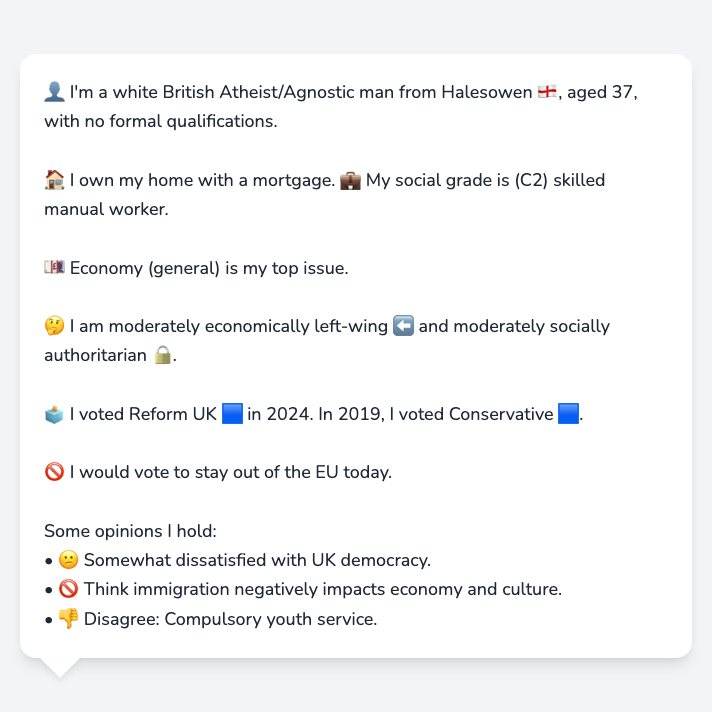 👤 I'm a white British Atheist/Agnostic man from Halesowen 🏴󠁧󠁢󠁥󠁮󠁧󠁿, aged 37,
with no formal qualifications.
🏠 I own my home with a mortgage. 💼 My social grade is (C2) skilled
manual worker.
💷 Economy (general) is my top issue.
🤔 I am moderately economically left-wing ⬅️ and moderately socially
authoritarian 🔒.
🗳️ I voted Reform UK 🟦 in 2024. In 2019, I voted Conservative 🟦.
🚫 I would vote to stay out of the EU today.
Some opinions I hold:
• 🙁 Somewhat dissatisfied with UK democracy.
• 🚫 Think immigration negatively impacts economy and culture.
• 👎 Disagree: Compulsory youth service.